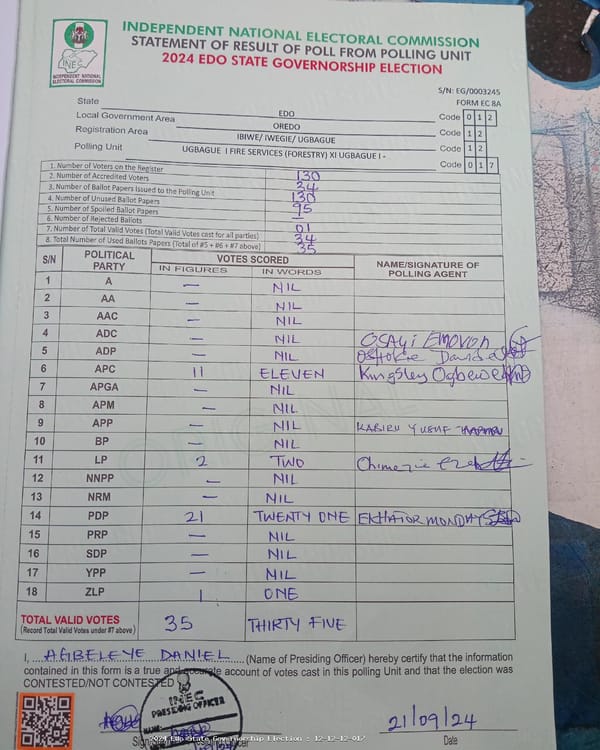 INDEPENDENT NATIONAL ELECTORAL COMMISSION
STATEMENT OF RESULT OF POLL FROM POLLING UNIT
2024 EDO STATE GOVERNORSHIP ELECTION
INEC
INDEPENDENT NATIONAL ELECTORAL COMMISSION
S/N: EG/0003245
FORM EC 8A
State EDO Code 0 1 2
Local Government Area OREDO Code 1 2
Registration Area IBIWE/ IWEGIE/ UGBAGUE Code 1 2
Polling Unit UGBAGUE I FIRE SERVICES (FORESTRY) XI UGBAGUE I - Code 0 1 7
1. Number of Voters on the Register 130
2. Number of Accredited Voters 34
3. Number of Ballot Papers Issued to the Polling Unit 130
4. Number of Unused Ballot Papers 95
5. Number of Spoiled Ballot Papers —
6. Number of Rejected Ballots 01
7. Number of Total Valid Votes (Total Valid Votes cast for all parties) 34
8. Total Number of Used Ballots Papers (Total of #5 + #6 + #7 above) 35
S/N POLITICAL PARTY VOTES SCORED NAME/SIGNATURE OF POLLING AGENT
IN FIGURES IN WORDS
1 A — NIL
2 AA — NIL
3 AAC — NIL
4 ADC — NIL OSAYI
5 ADP — NIL David
6 APC 11 ELEVEN Kingsley
7 APGA — NIL
8 APM — NIL
9 APP — NIL KABIRU YUSUF
10 BP — NIL
11 LP 2 TWO
12 NNPP — NIL
13 NRM — NIL
14 PDP 21 TWENTY ONE EKHATOR MONDAY
15 PRP — NIL
16 SDP — NIL
17 YPP — NIL
18 ZLP 1 ONE
TOTAL VALID VOTES 35 THIRTY FIVE
(Record Total Valid Votes under #7 above)
I, AGBELEYE DANIEL (Name of Presiding Officer) hereby certify that the information
contained in this form is a true and accurate account of votes cast in this polling Unit and that the election was
CONTESTED/NOT CONTESTED
INEC
PRESIDING OFFICER
NAME:
21/09/24
Date
2024 Edo State Governorship Election : 12-12-12-017